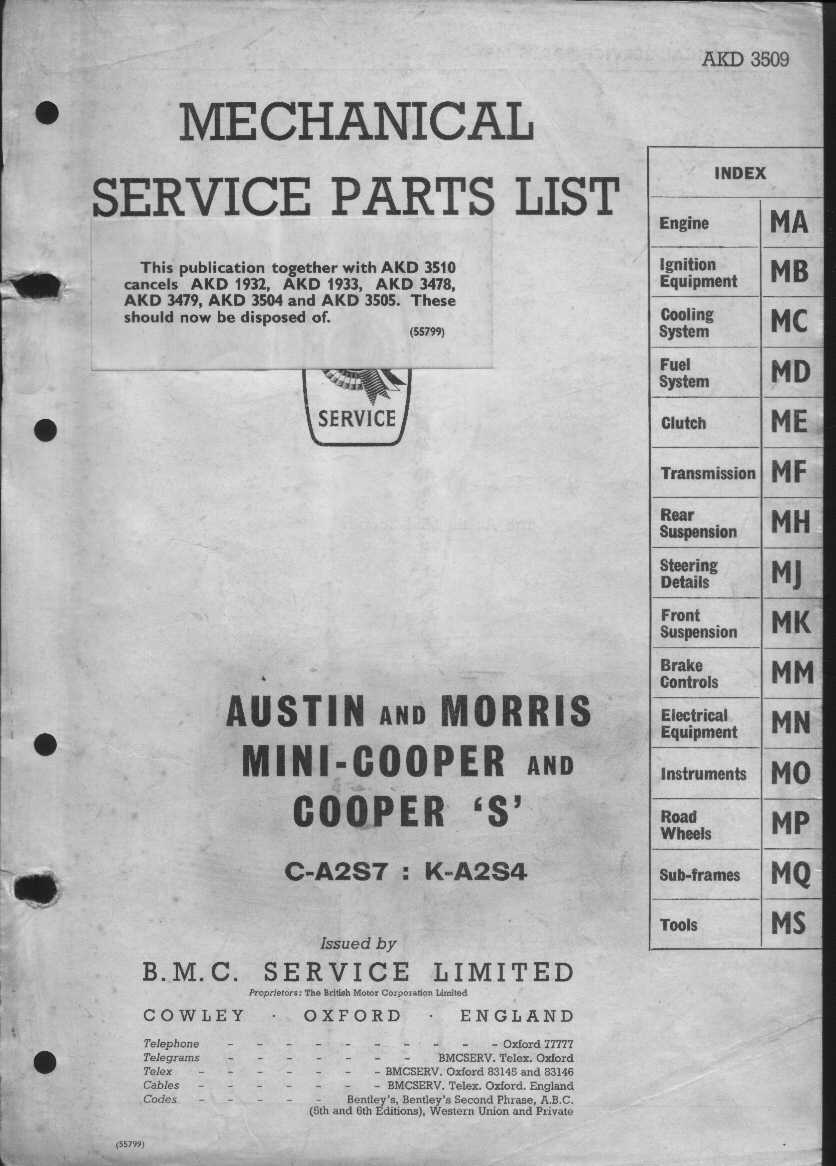 AKD 3509
MECHANICAL
SERVICE PARTS LIST
This publication together with AKD 3510
cancels AKD 1932, AKD 1933, AKD 3478,
AKD 3479, AKD 3504 and AKD 3505. These
should now be disposed of.
(55799)
SERVICE
AUSTIN AND MORRIS
MINI-COOPER AND
COOPER 'S'
C-A2S7 : K-A2S4
Issued by
B.M.C. SERVICE LIMITED
Proprietors: The British Motor Corporation Limited
COWLEY · OXFORD · ENGLAND
Telephone - - - - - - - - - - Oxford 77777
Telegrams - - - - - - - BMCSERV. Telex. Oxford
Telex - - - - - - - BMCSERV. Oxford 83145 and 83146
Cables - - - - - - - BMCSERV. Telex. Oxford. England
Codes - - - - - Bentley's, Bentley's Second Phrase, A.B.C.
(5th and 6th Editions), Western Union and Private
(55799)
INDEX
Engine MA
Ignition
Equipment MB
Cooling
System MC
Fuel
System MD
Clutch ME
Transmission MF
Rear
Suspension MH
Steering
Details MJ
Front
Suspension MK
Brake
Controls MM
Electrical
Equipment MN
Instruments MO
Road
Wheels MP
Sub-frames MQ
Tools MS